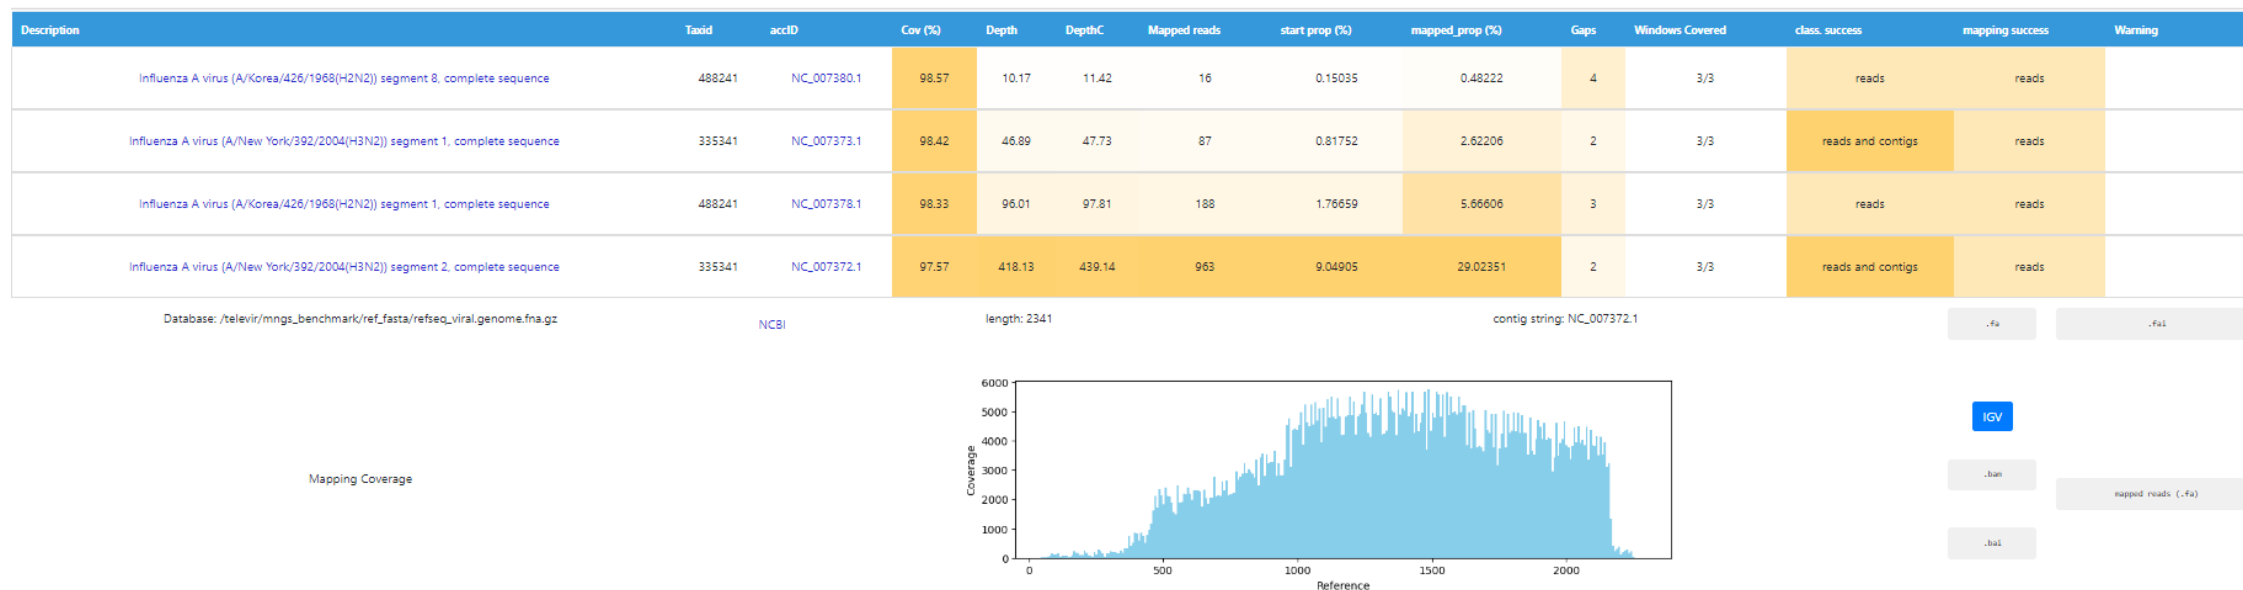 Description Taxid accID Cov (%) Depth DepthC Mapped reads start prop (%) mapped_prop (%) Gaps Windows Covered class. success mapping success Warning
Influenza A virus (A/Korea/426/1968(H2N2)) segment 8, complete sequence 488241 NC_007380.1 98.57 10.17 11.42 16 0.15035 0.48222 4 3/3 reads reads
Influenza A virus (A/New York/392/2004(H3N2)) segment 1, complete sequence 335341 NC_007373.1 98.42 46.89 47.73 87 0.81752 2.62206 2 3/3 reads and contigs reads
Influenza A virus (A/Korea/426/1968(H2N2)) segment 1, complete sequence 488241 NC_007378.1 98.33 96.01 97.81 188 1.76659 5.66606 3 3/3 reads reads
Influenza A virus (A/New York/392/2004(H3N2)) segment 2, complete sequence 335341 NC_007372.1 97.57 418.13 439.14 963 9.04905 29.02351 2 3/3 reads and contigs reads
Database: /televir/mngs_benchmark/ref_fasta/refseq_viral.genome.fna.gz NCBI length: 2341 contig string: NC_007372.1 .fa .fai
Mapping Coverage
Coverage
6000
5000
4000
3000
2000
1000
0
0 500 1000 1500 2000
Reference
IGV
.bam
mapped reads (.fa)
.bai